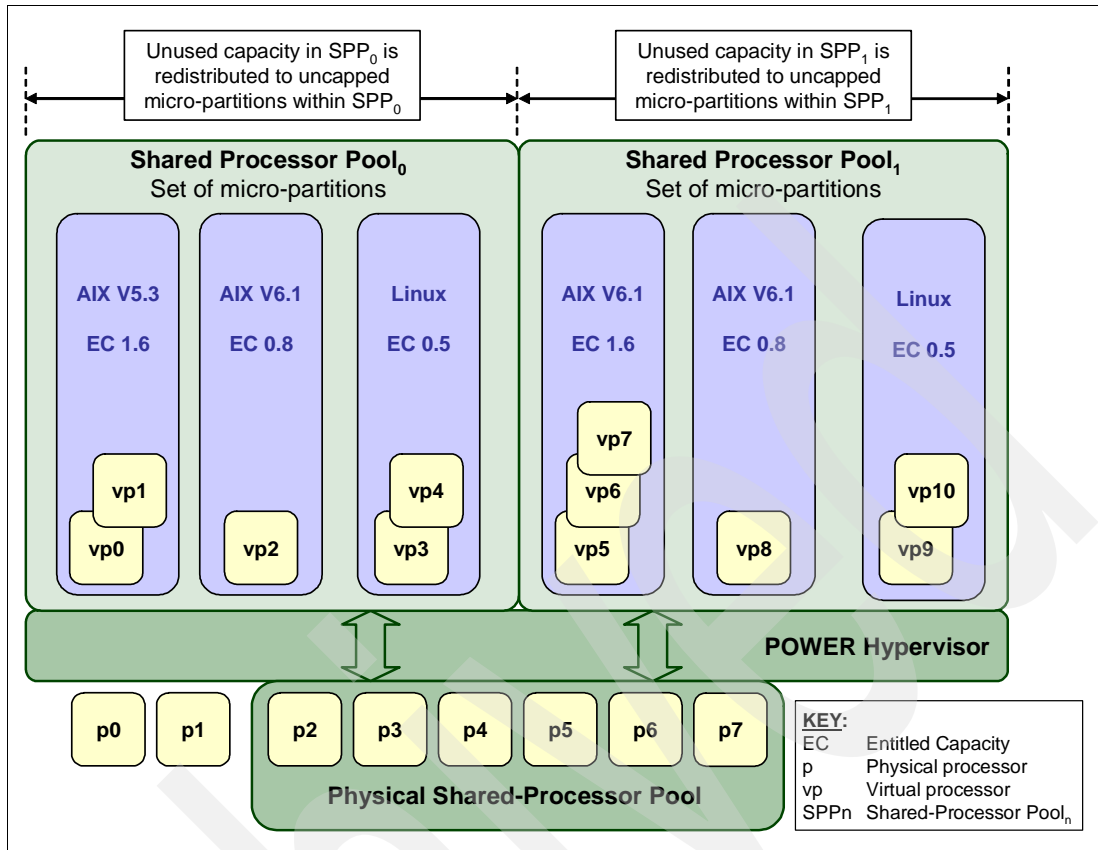 Unused capacity in SPP0 is
redistributed to uncapped
micro-partitions within SPP0
Unused capacity in SPP1 is
redistributed to uncapped
micro-partitions within SPP1
Shared Processor Pool0
Set of micro-partitions
Shared Processor Pool1
Set of micro-partitions
AIX V5.3
EC 1.6
vp1
vp0
AIX V6.1
EC 0.8
vp2
Linux
EC 0.5
vp4
vp3
AIX V6.1
EC 1.6
vp7
vp6
vp5
AIX V6.1
EC 0.8
vp8
Linux
EC 0.5
vp10
vp9
POWER Hypervisor
p0
p1
p2
p3
p4
p5
p6
p7
Physical Shared-Processor Pool
KEY:
EC Entitled Capacity
p Physical processor
vp Virtual processor
SPPn Shared-Processor Pooln